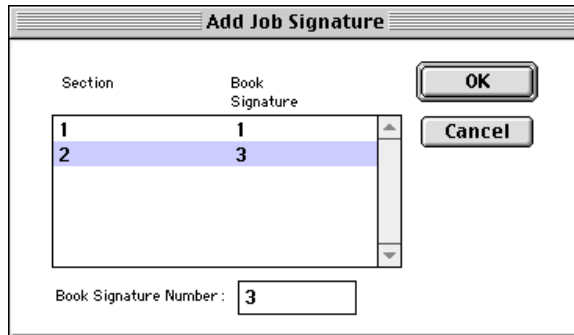 Add Job Signature
Section Book Signature
OK
1 1
Cancel
2 3
Book Signature Number: 3